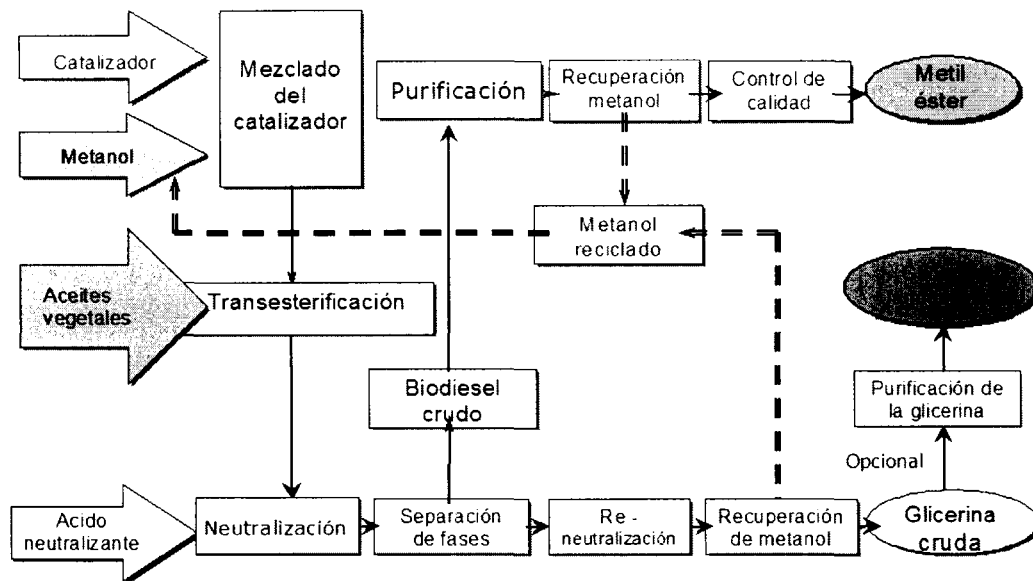 Catalizador
Mezclado
del
catalizador
Metanol
Purificación
Recuperación
metanol
Control de
calidad
Metil
éster
Metanol
reciclado
Aceites
vegetales
Transesterificación
Biodiesel
crudo
Purificación de
la glicerina
Opcional
Acido
neutralizante
Neutralización
Separación
de fases
Re -
neutralización
Recuperación
de metanol
Glicerina
cruda